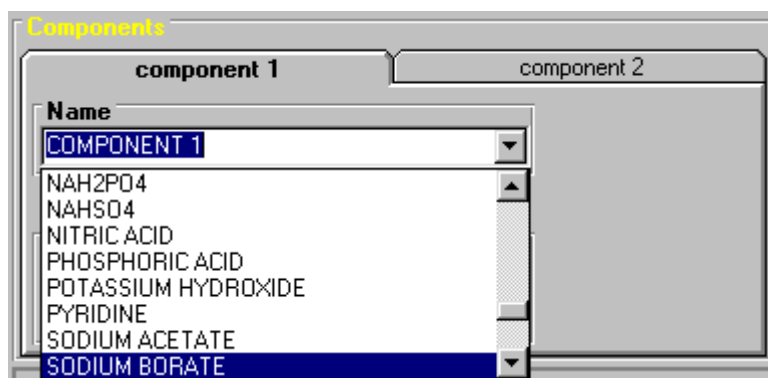 Components
component 1
component 2
Name
COMPONENT 1
NAH2PO4
NAHSO4
NITRIC ACID
PHOSPHORIC ACID
POTASSIUM HYDROXIDE
PYRIDINE
SODIUM ACETATE
SODIUM BORATE